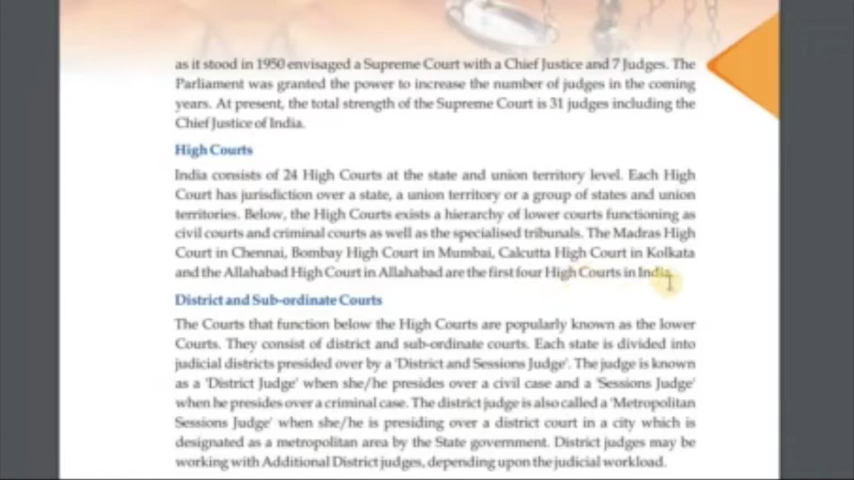 as it stood in 1950 envisaged a Supreme Court with a Chief Justice and 7 Judges. The
Parliament was granted the power to increase the number of judges in the coming
years. At present, the total strength of the Supreme Court is 31 judges including the
Chief Justice of India.
High Courts
India consists of 24 High Courts at the state and union territory level. Each High
Court has jurisdiction over a state, a union territory or a group of states and union
territories. Below, the High Courts exists a hierarchy of lower courts functioning as
civil courts and criminal courts as well as the specialised tribunals. The Madras High
Court in Chennai, Bombay High Court in Mumbai, Calcutta High Court in Kolkata
and the Allahabad High Court in Allahabad are the first four High Courts in India.
District and Sub-ordinate Courts
The Courts that function below the High Courts are popularly known as the lower
Courts. They consist of district and sub-ordinate courts. Each state is divided into
judicial districts presided over by a 'District and Sessions Judge'. The judge is known
as a 'District Judge' when she/he presides over a civil case and a 'Sessions Judge'
when he presides over a criminal case. The district judge is also called a 'Metropolitan
Sessions Judge' when she/he is presiding over a district court in a city which is
designated as a metropolitan area by the State government. District judges may be
working with Additional District judges, depending upon the judicial workload.